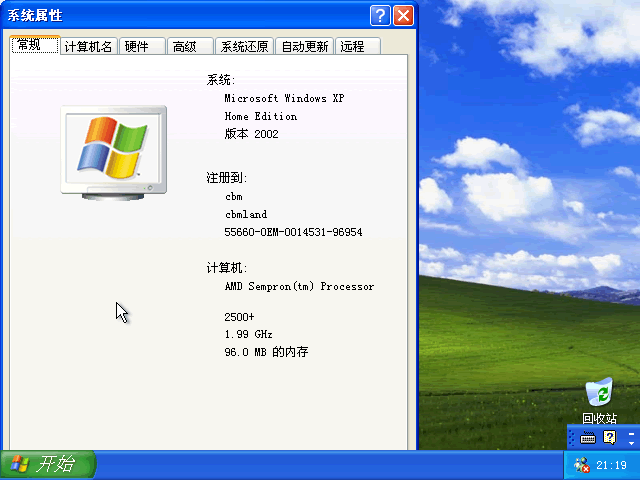 系统属性
常规 计算机名 硬件 高级 系统还原 自动更新 远程
系统:
Microsoft Windows XP
Home Edition
版本 2002
注册到:
cbm
cbmland
55660-OEM-0014531-96954
计算机:
AMD Sempron(tm) Processor
2500+
1.99 GHz
96.0 MB 的内存
回收站
开始
21:19